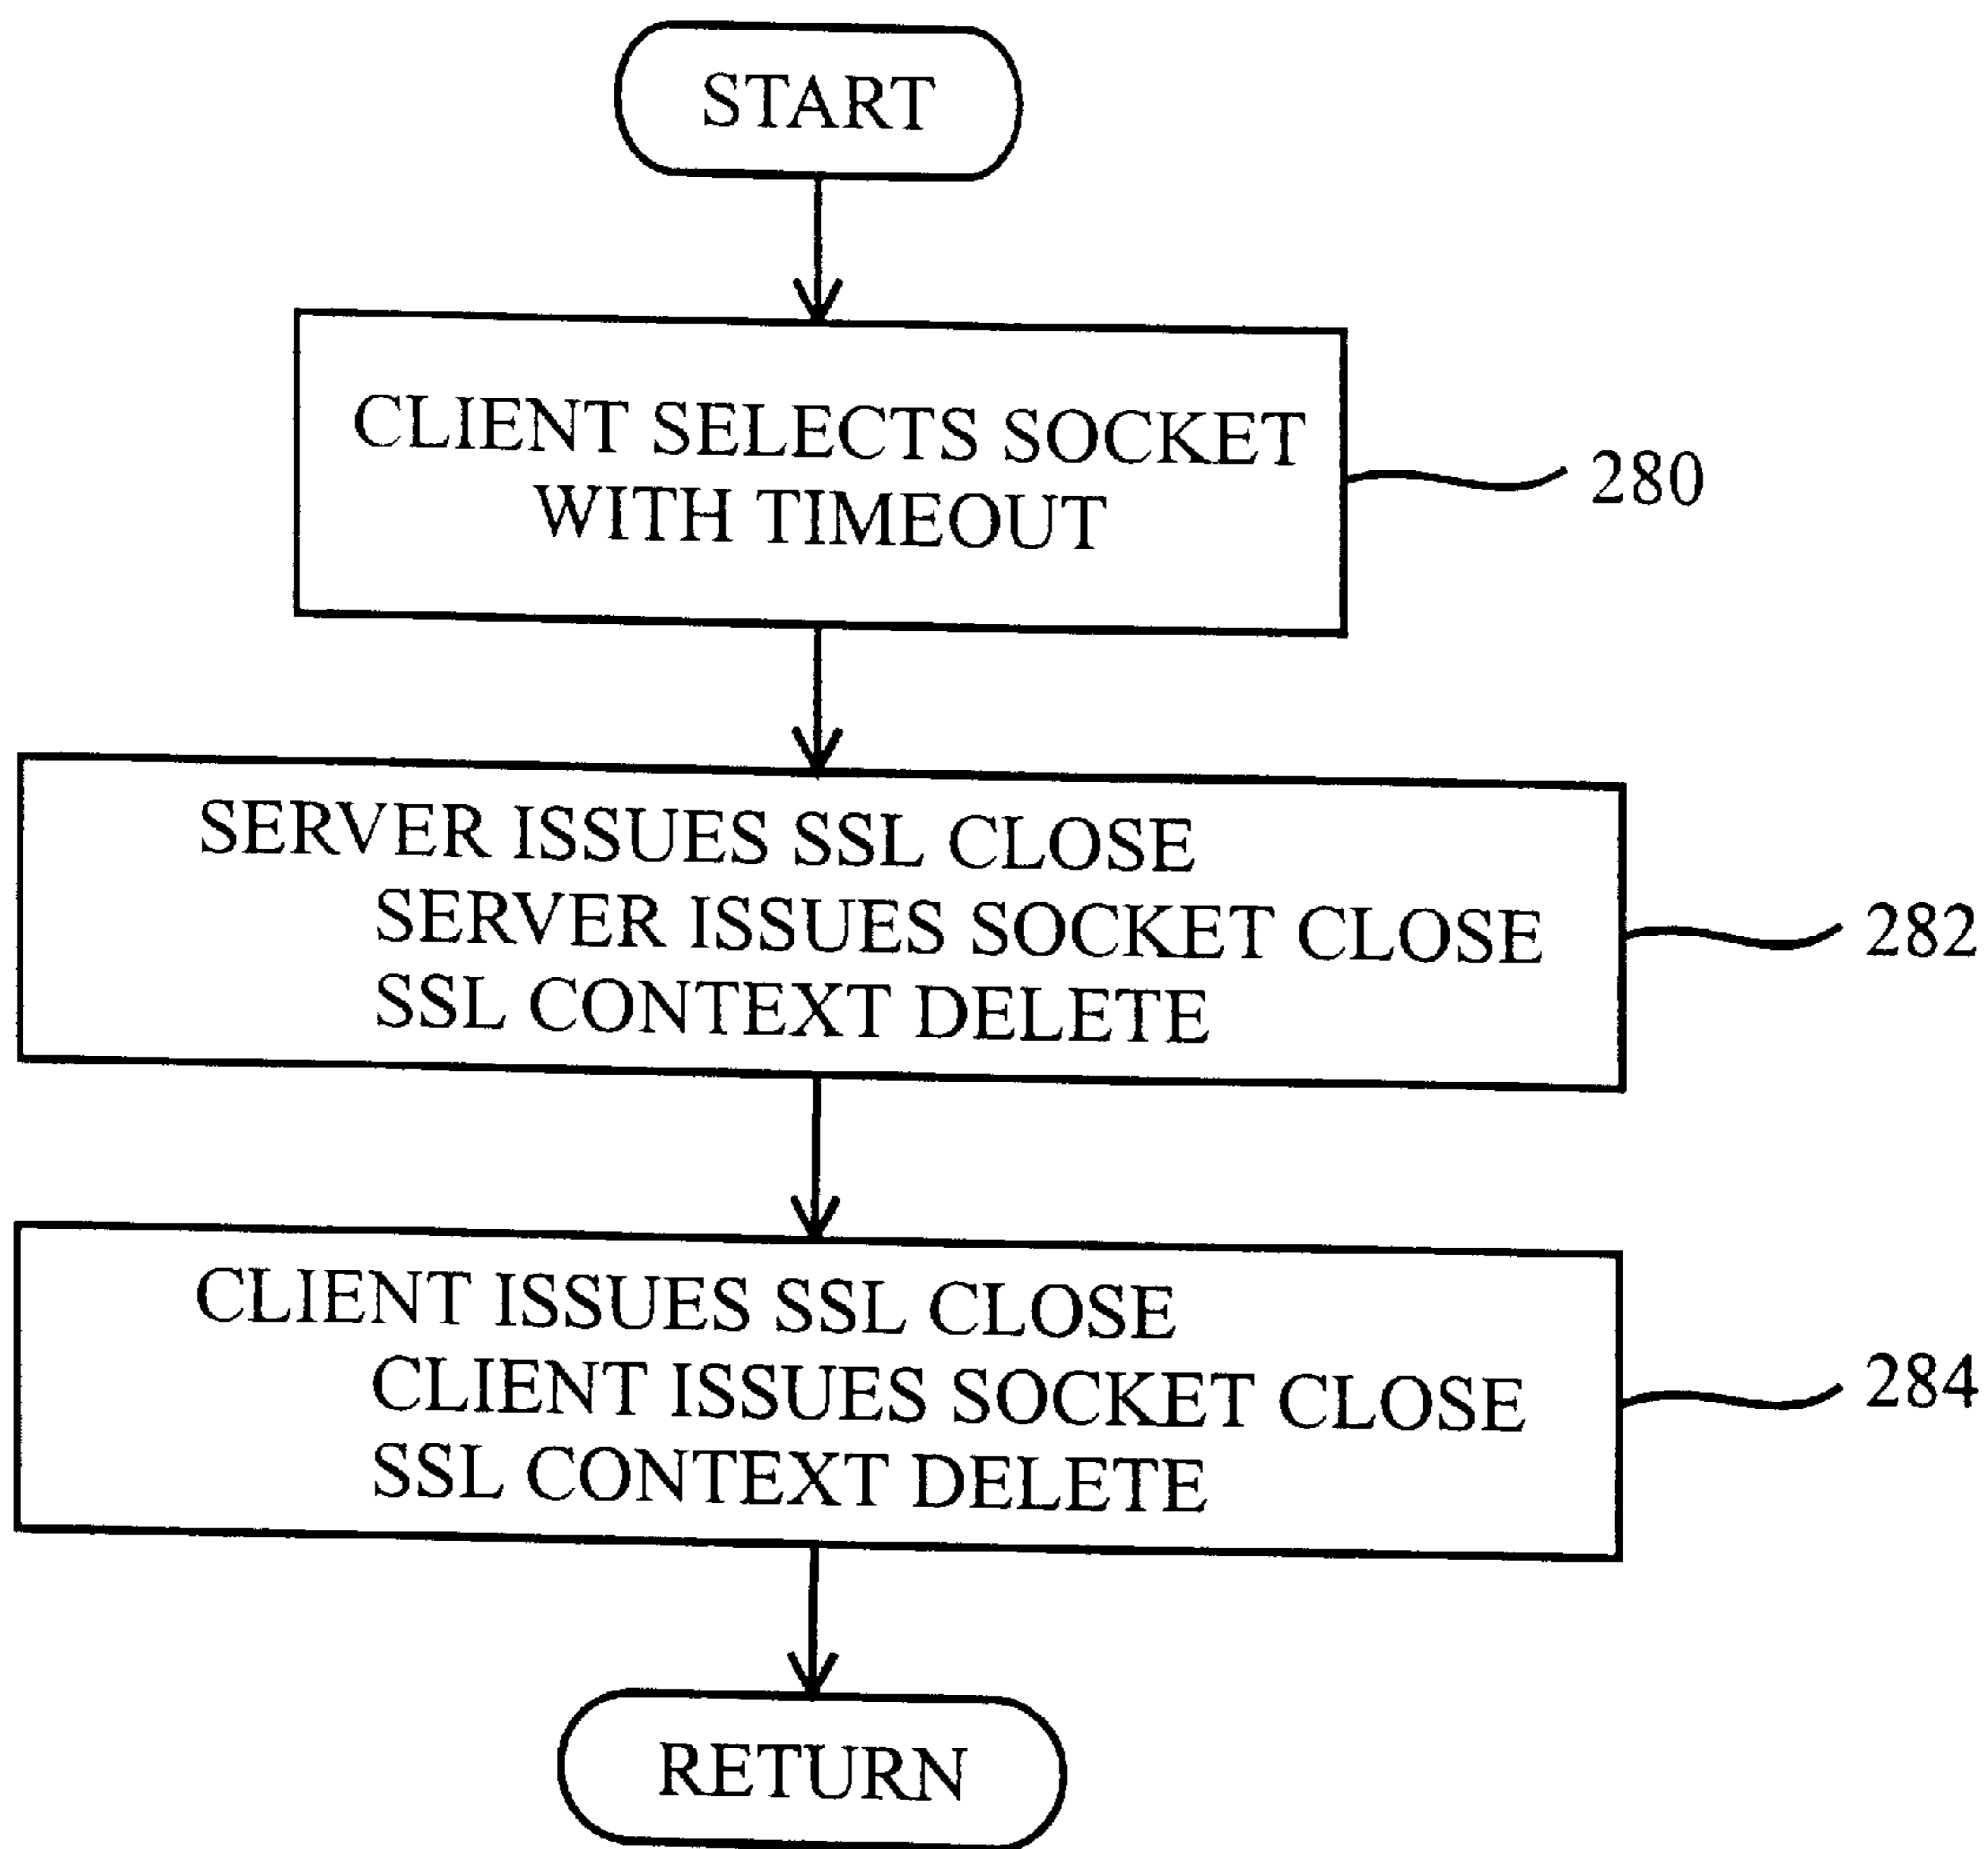 START
CLIENT SELECTS SOCKET
WITH TIMEOUT
280
SERVER ISSUES SSL CLOSE
SERVER ISSUES SOCKET CLOSE
SSL CONTEXT DELETE
282
CLIENT ISSUES SSL CLOSE
CLIENT ISSUES SOCKET CLOSE
SSL CONTEXT DELETE
284
RETURN